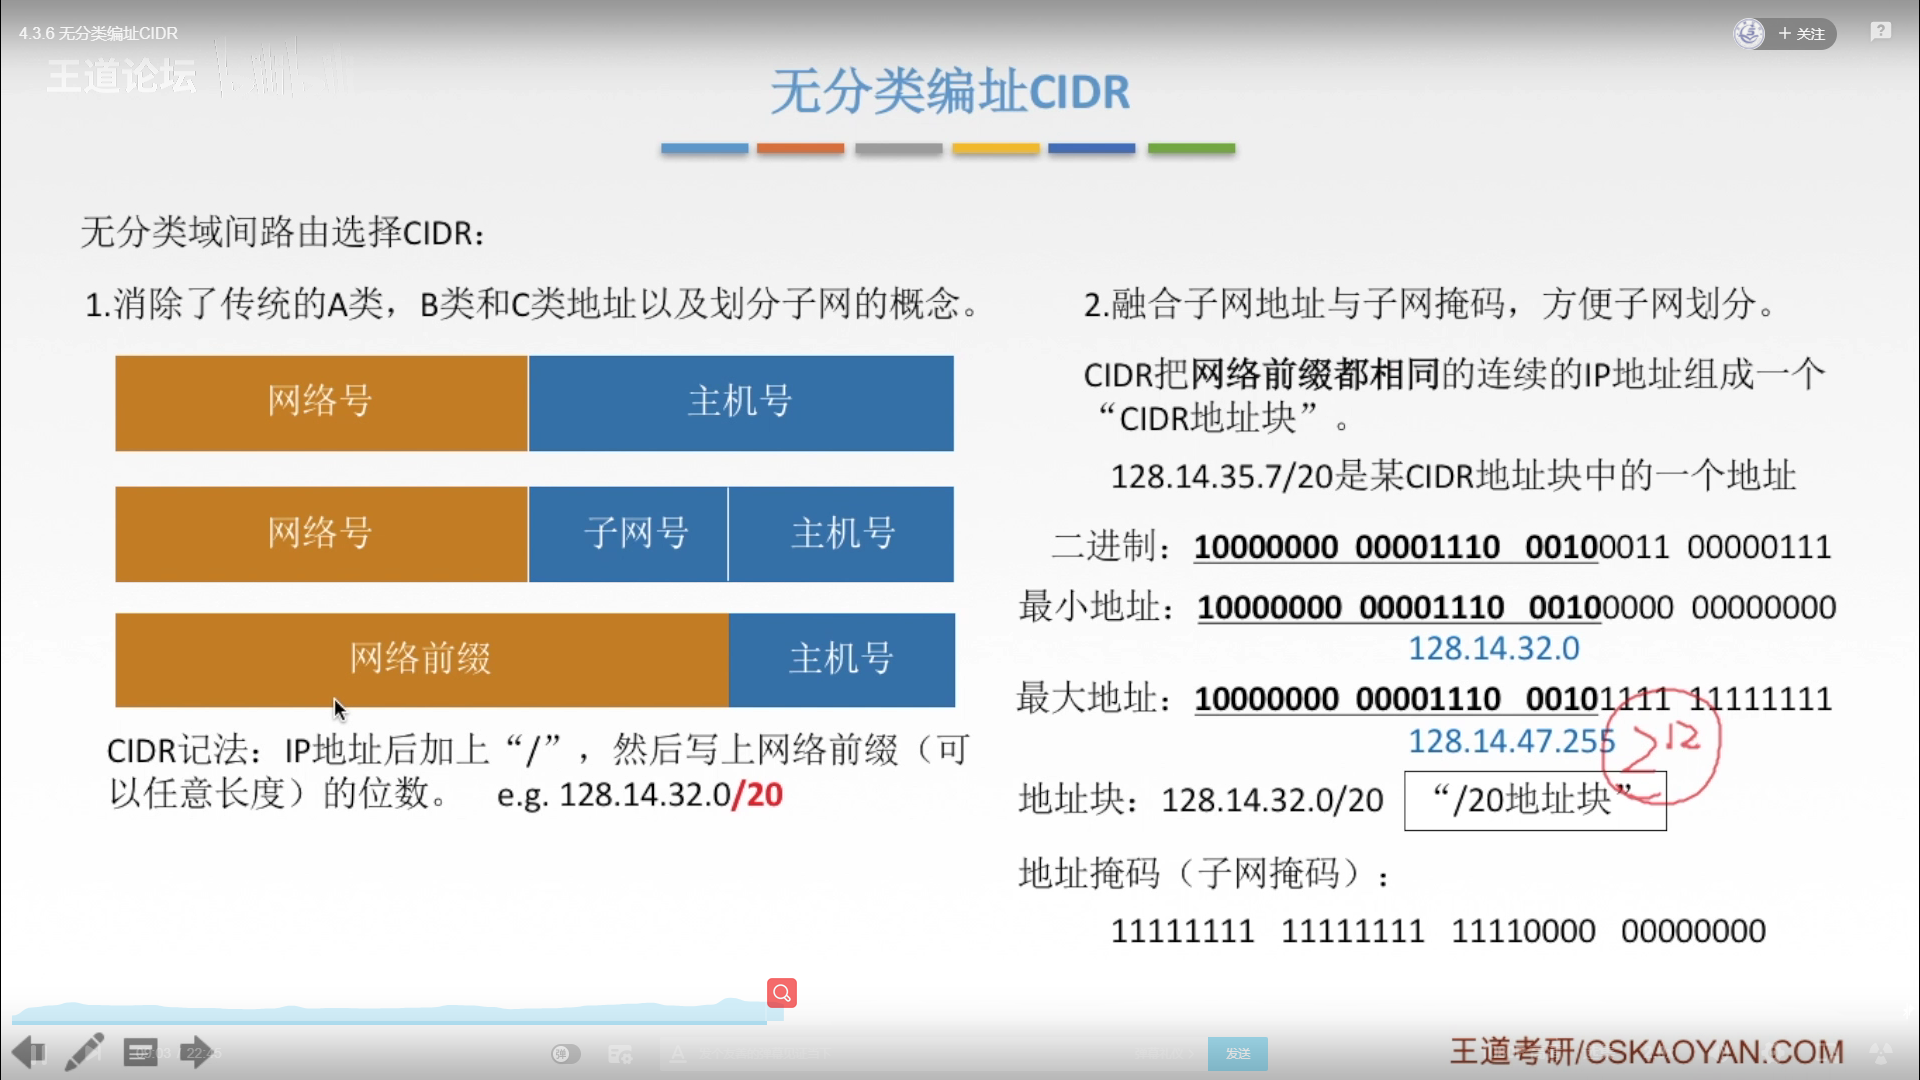 4.3.6 无分类编址CIDR
+ 关注
王道论坛
无分类编址CIDR
无分类域间路由选择CIDR：
1.消除了传统的A类，B类和C类地址以及划分子网的概念。
网络号 主机号
网络号 子网号 主机号
网络前缀 主机号
CIDR记法：IP地址后加上“/”，然后写上网络前缀（可
以任意长度）的位数。 e.g. 128.14.32.0/20
2.融合子网地址与子网掩码，方便子网划分。
CIDR把网络前缀都相同的连续的IP地址组成一个
“CIDR地址块”。
128.14.35.7/20是某CIDR地址块中的一个地址
二进制：10000000 00001110 00100011 00000111
最小地址：10000000 00001110 00100000 00000000
128.14.32.0
最大地址：10000000 00001110 00101111 11111111
128.14.47.255
2¹²
地址块：128.14.32.0/20 “/20地址块”
地址掩码（子网掩码）：
11111111 11111111 11110000 00000000
弹
发送
王道考研/CSKAOYAN.COM